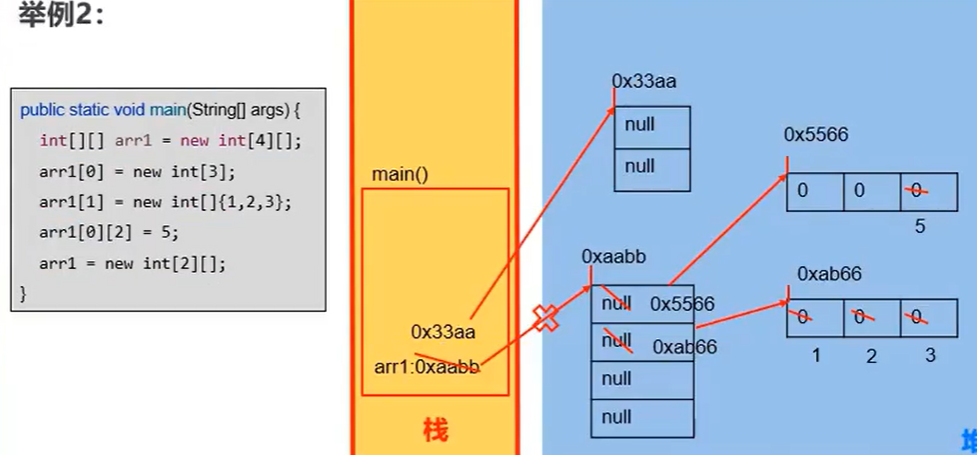 举例2：
public static void main(String[] args) {
int[][] arr1 = new int[4][];
arr1[0] = new int[3];
arr1[1] = new int[]{1,2,3};
arr1[0][2] = 5;
arr1 = new int[2][];
}
main()
0x33aa
arr1:0xaabb
栈
0x33aa
null
null
0xaabb
null 0x5566
null 0xab66
null
null
0x5566
0 0 0
5
0xab66
0 0 0
1 2 3
堆